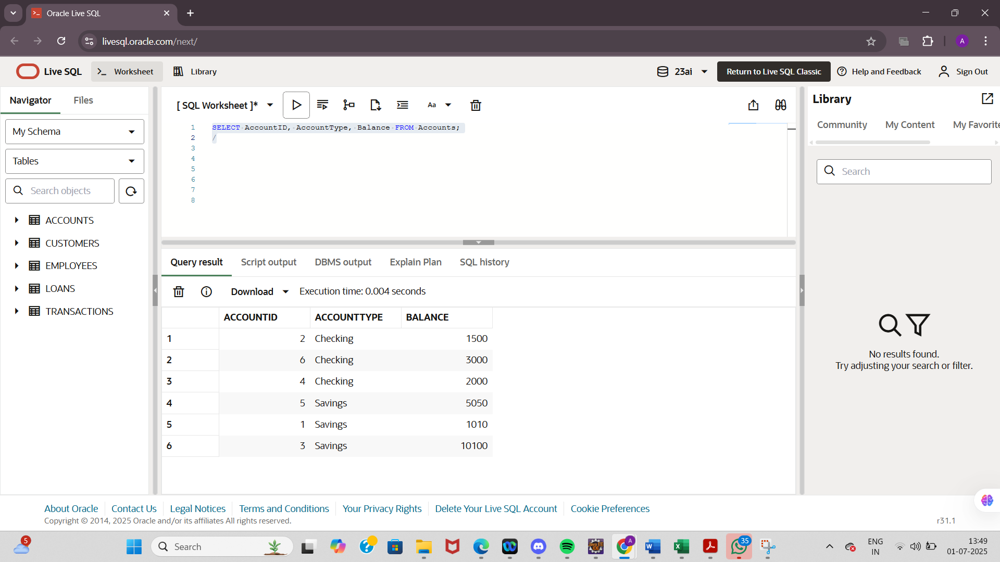 Oracle Live SQL
livesql.oracle.com/next/
A
Live SQL
Worksheet
Library
23ai
Return to Live SQL Classic
Help and Feedback
Sign Out
Navigator
Files
My Schema
Tables
Search objects
ACCOUNTS
CUSTOMERS
EMPLOYEES
LOANS
TRANSACTIONS
[ SQL Worksheet ]*
Aa
1 SELECT AccountID, AccountType, Balance FROM Accounts;
2 /
3
4
5
6
7
8
Query result
Script output
DBMS output
Explain Plan
SQL history
Download
Execution time: 0.004 seconds
ACCOUNTID ACCOUNTTYPE BALANCE
1 2 Checking 1500
2 6 Checking 3000
3 4 Checking 2000
4 5 Savings 5050
5 1 Savings 1010
6 3 Savings 10100
Library
Community
My Content
My Favorite
Search
No results found.
Try adjusting your search or filter.
About Oracle
Contact Us
Legal Notices
Terms and Conditions
Your Privacy Rights
Delete Your Live SQL Account
Cookie Preferences
Copyright © 2014, 2025 Oracle and/or its affiliates All rights reserved.
r31.1
5
Search
Java EE
IDE
A
35
ENG
IN
13:49
01-07-2025